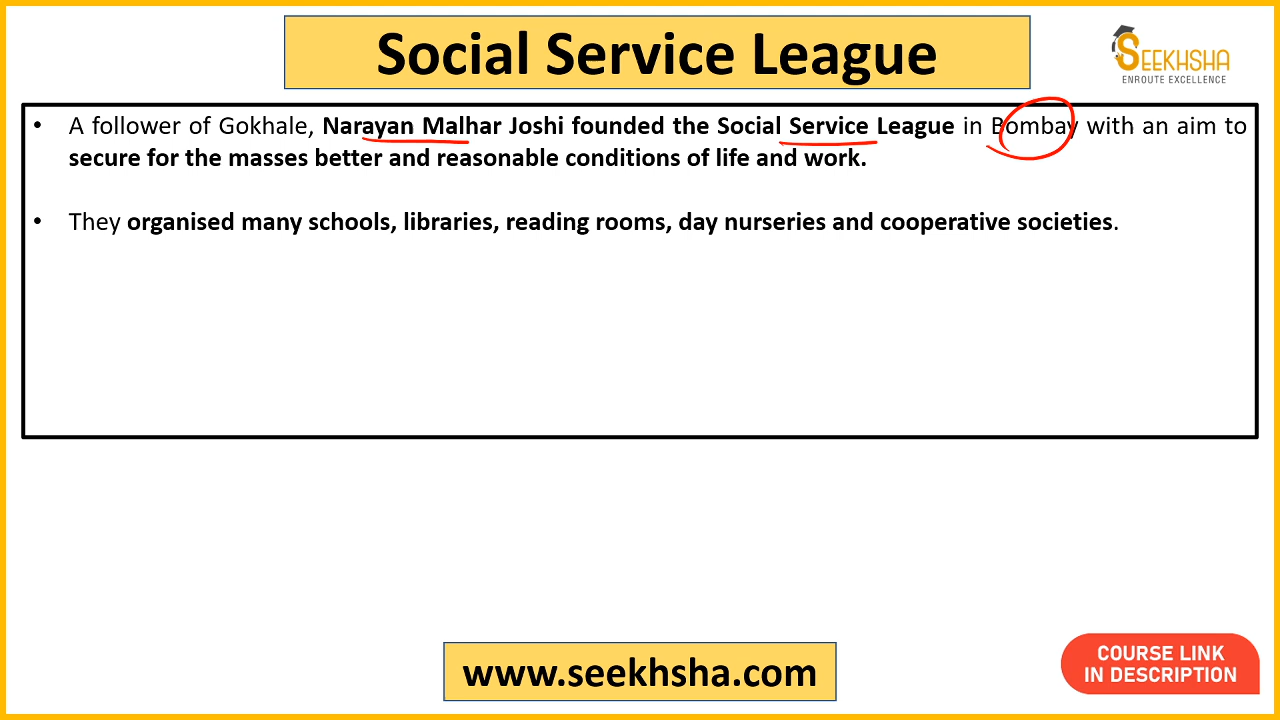 Social Service League
SEEKHSHA
ENROUTE EXCELLENCE
• A follower of Gokhale, Narayan Malhar Joshi founded the Social Service League in Bombay with an aim to
secure for the masses better and reasonable conditions of life and work.
• They organised many schools, libraries, reading rooms, day nurseries and cooperative societies.
www.seekhsha.com
COURSE LINK
IN DESCRIPTION